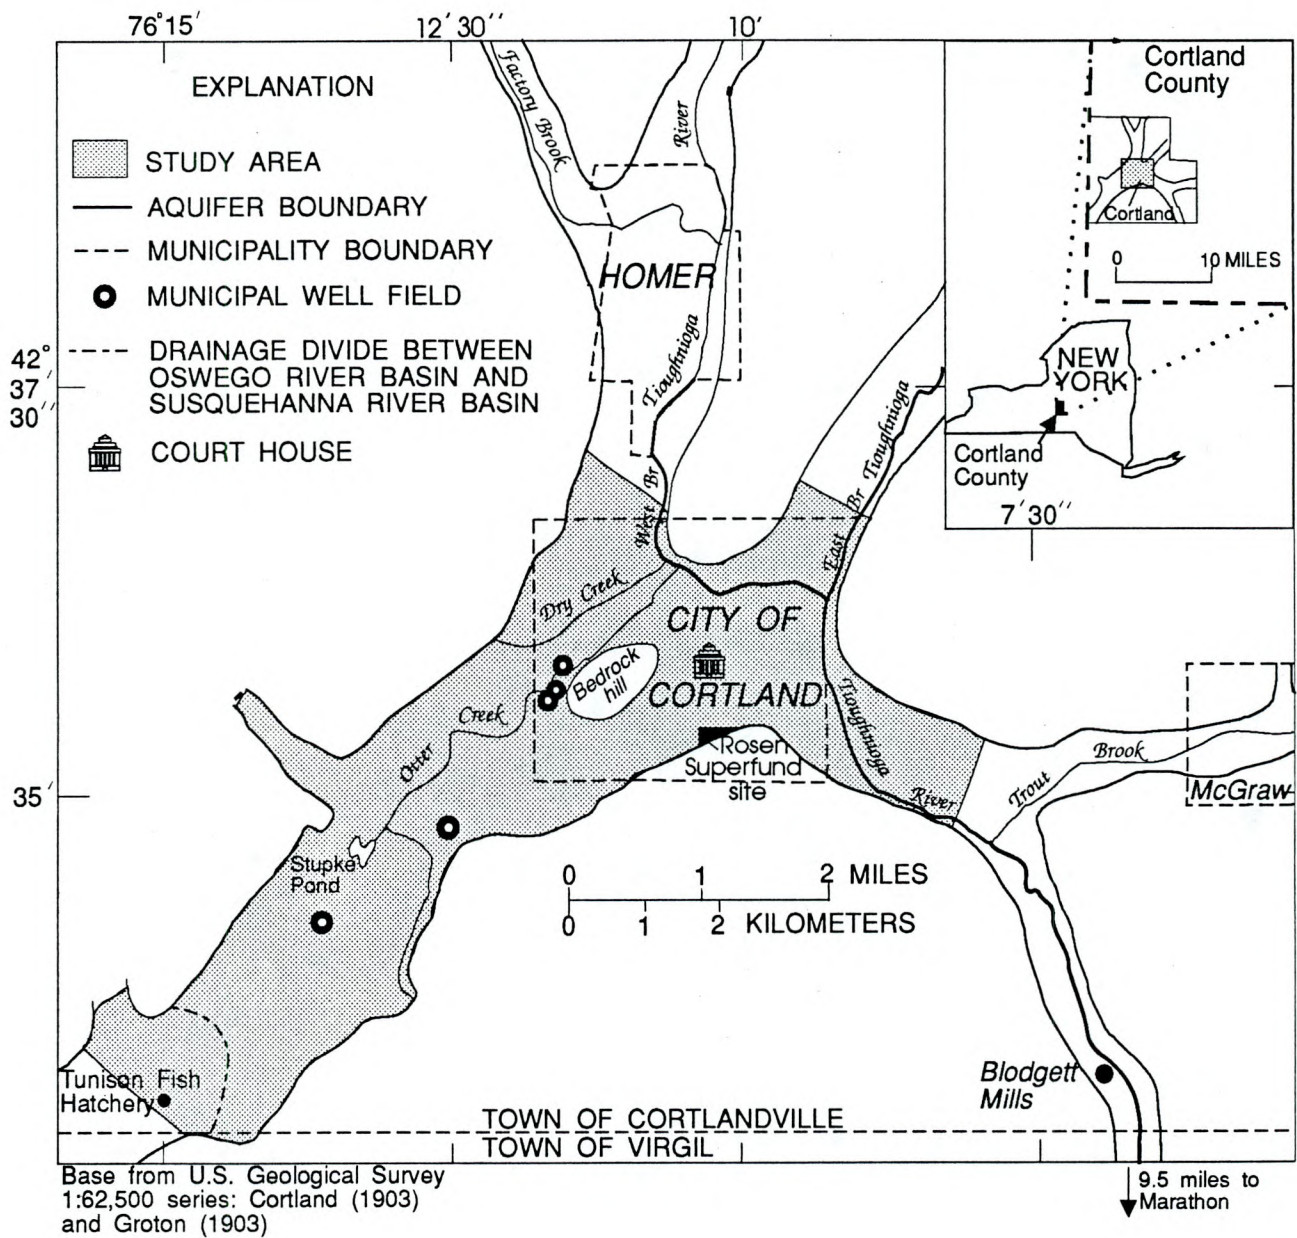 76°15′
12′30′′
10′
EXPLANATION
STUDY AREA
AQUIFER BOUNDARY
MUNICIPALITY BOUNDARY
MUNICIPAL WELL FIELD
DRAINAGE DIVIDE BETWEEN
OSWEGO RIVER BASIN AND
SUSQUEHANNA RIVER BASIN
COURT HOUSE
42°
37′
30′′
35′
Factory Brook
River
HOMER
Tioughnioga
West Br
Br Tioughnioga
East
Cortland
County
Cortland
0 10 MILES
NEW
YORK
Cortland
County
7′30′′
Dry Creek
CITY OF
CORTLAND
Bedrock
hill
Otter Creek
Rosen
Superfund
site
Tioughnioga
River
Trout Brook
McGraw
Stupke
Pond
0 1 2 MILES
0 1 2 KILOMETERS
Tunison Fish
Hatchery
Blodgett
Mills
TOWN OF CORTLANDVILLE
TOWN OF VIRGIL
Base from U.S. Geological Survey
1:62,500 series: Cortland (1903)
and Groton (1903)
9.5 miles to
Marathon